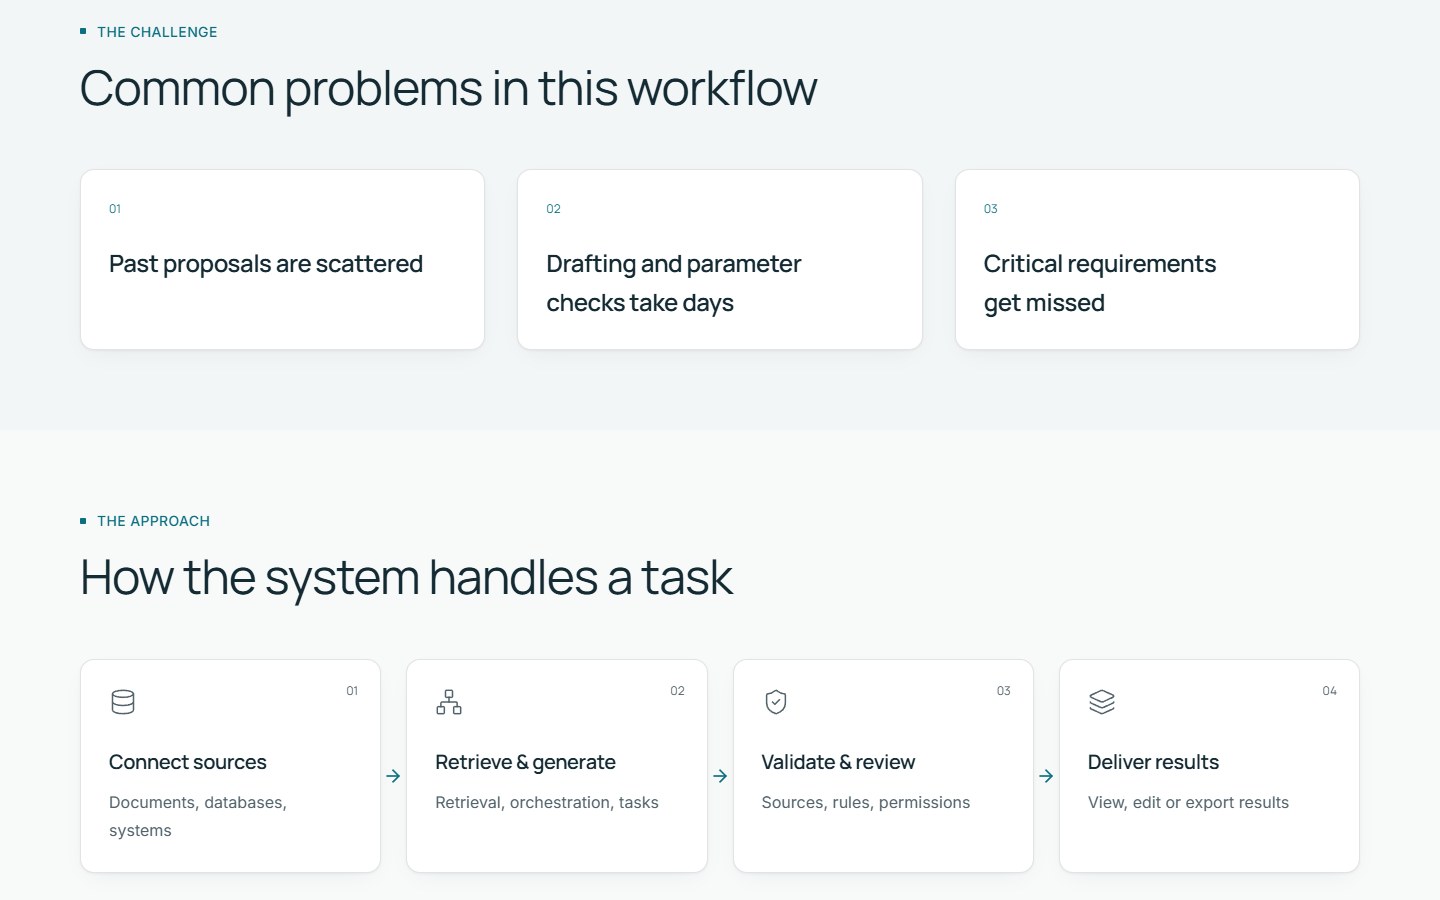 THE CHALLENGE
Common problems in this workflow
01
Past proposals are scattered
02
Drafting and parameter
checks take days
03
Critical requirements
get missed
THE APPROACH
How the system handles a task
01
Connect sources
Documents, databases,
systems
02
Retrieve & generate
Retrieval, orchestration, tasks
03
Validate & review
Sources, rules, permissions
04
Deliver results
View, edit or export results